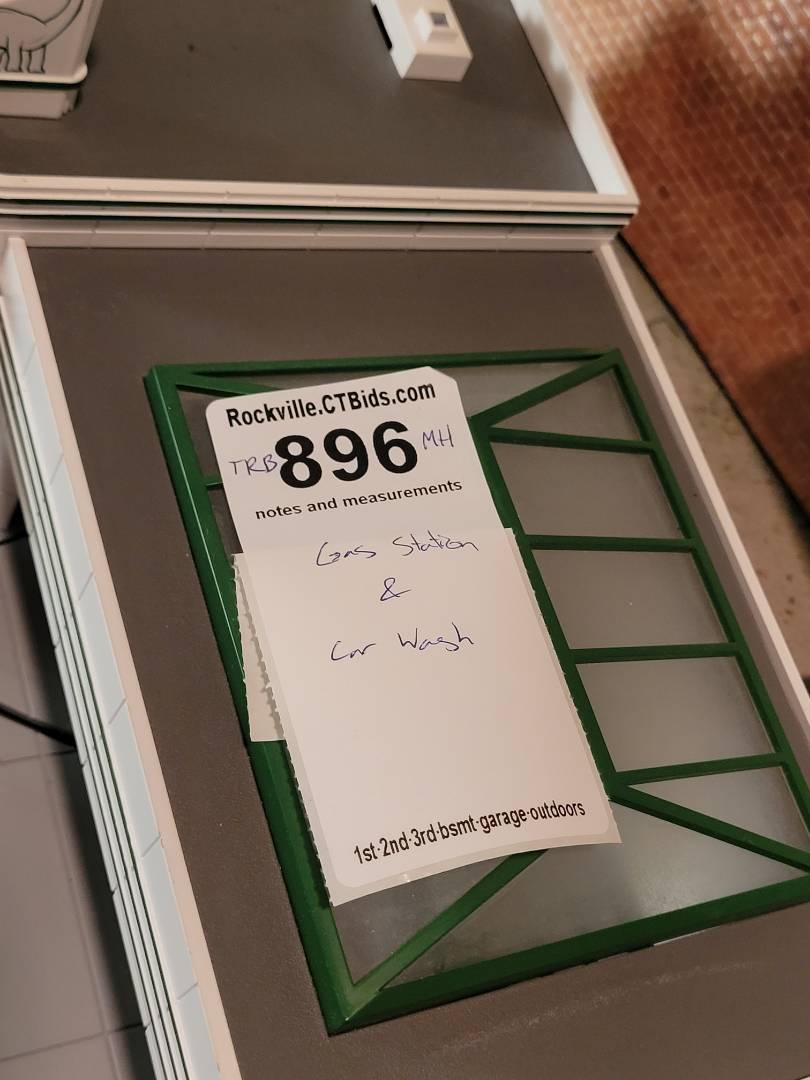 Rockville.CTBids.com
TRB 896 MH
notes and measurements
Gas Station
&
Car Wash
1st-2nd-3rd-bsmt-garage-outdoors